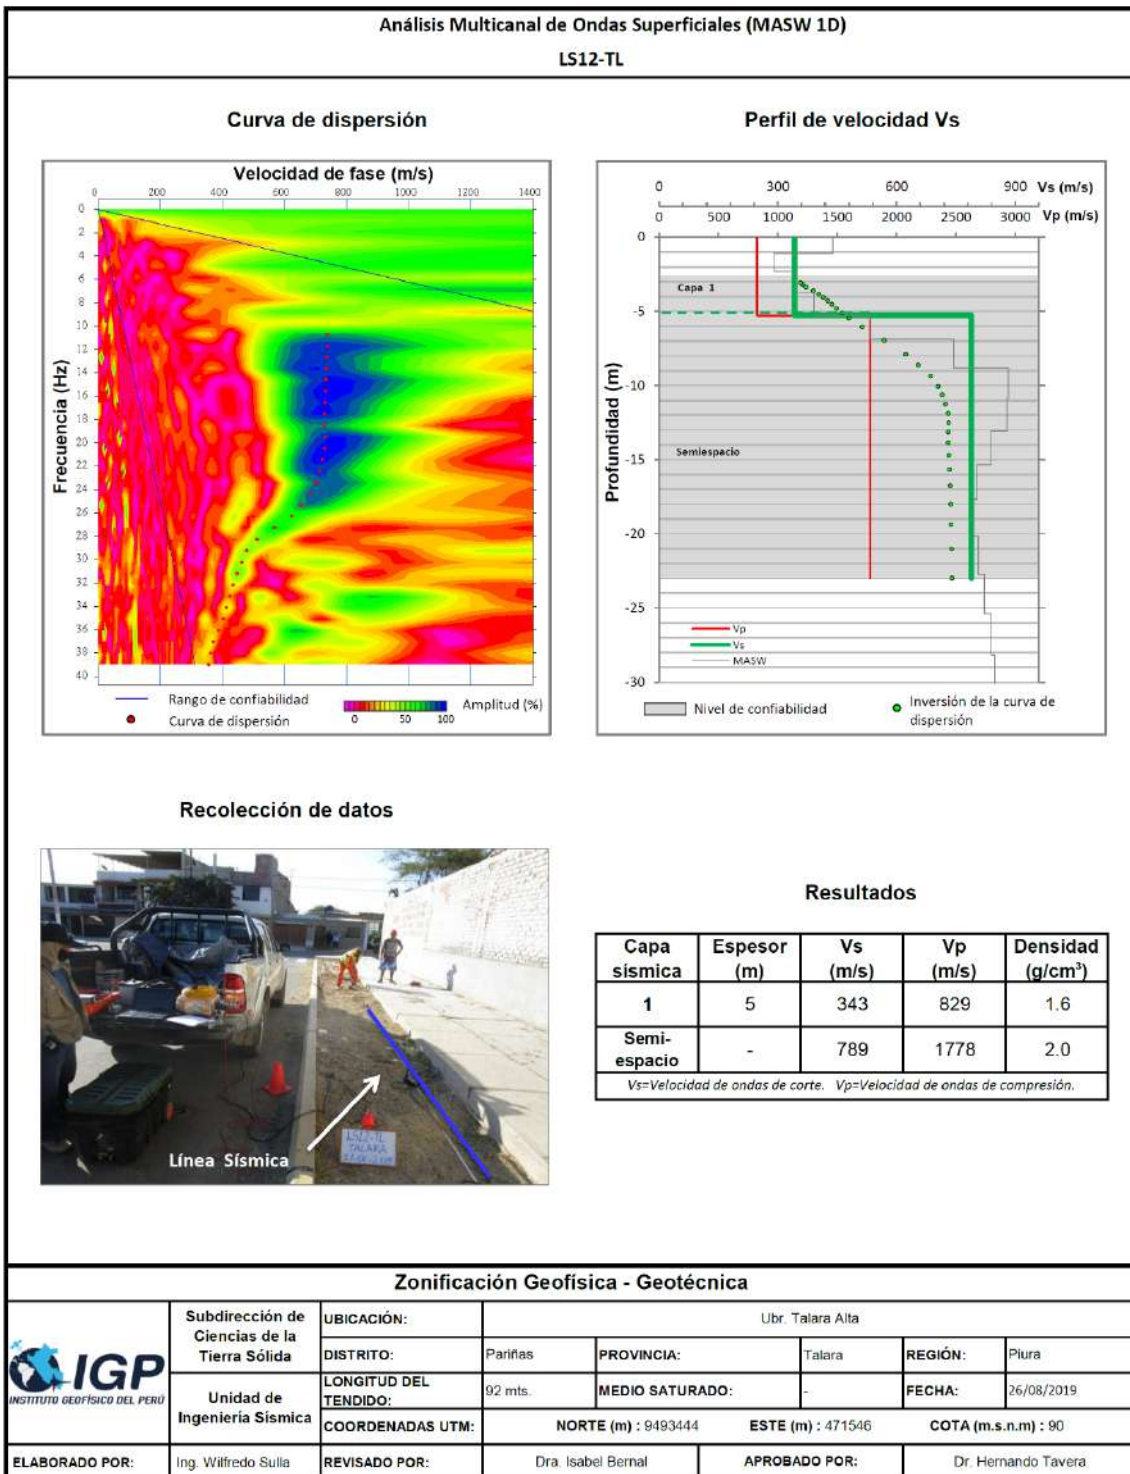 Análisis Multicanal de Ondas Superficiales (MASW 1D)
LS12-TL
Curva de dispersión
Perfil de velocidad Vs
Velocidad de fase (m/s)
0 200 400 600 800 1000 1200 1400
Frecuencia (Hz)
0
2
4
6
8
10
12
14
16
18
20
22
24
26
28
30
32
34
36
38
40
Rango de confiabilidad
Curva de dispersión
0 50 100
Amplitud (%)
0 300 600 900 Vs (m/s)
0 500 1000 1500 2000 2500 3000 Vp (m/s)
Profundidad (m)
0
-5
-10
-15
-20
-25
-30
Capa 1
Semiespacio
Vp
Vs
MASW
Nivel de confiabilidad
Inversión de la curva de
dispersión
Recolección de datos
Línea Sísmica
LS12-TL
TALARA
Resultados
Capa sísmica Espesor (m) Vs (m/s) Vp (m/s) Densidad (g/cm³)
1 5 343 829 1.6
Semi-espacio - 789 1778 2.0
Vs=Velocidad de ondas de corte. Vp=Velocidad de ondas de compresión.
Zonificación Geofísica - Geotécnica
IGP
INSTITUTO GEOFÍSICO DEL PERÚ
Subdirección de
Ciencias de la
Tierra Sólida
Unidad de
Ingeniería Sísmica
UBICACIÓN: Ubr. Talara Alta
DISTRITO: Pariñas PROVINCIA: Talara REGIÓN: Piura
LONGITUD DEL TENDIDO: 92 mts. MEDIO SATURADO: - FECHA: 26/08/2019
COORDENADAS UTM: NORTE (m) : 9493444 ESTE (m) : 471546 COTA (m.s.n.m) : 90
ELABORADO POR: Ing. Wilfredo Sulla REVISADO POR: Dra. Isabel Bernal APROBADO POR: Dr. Hernando Tavera